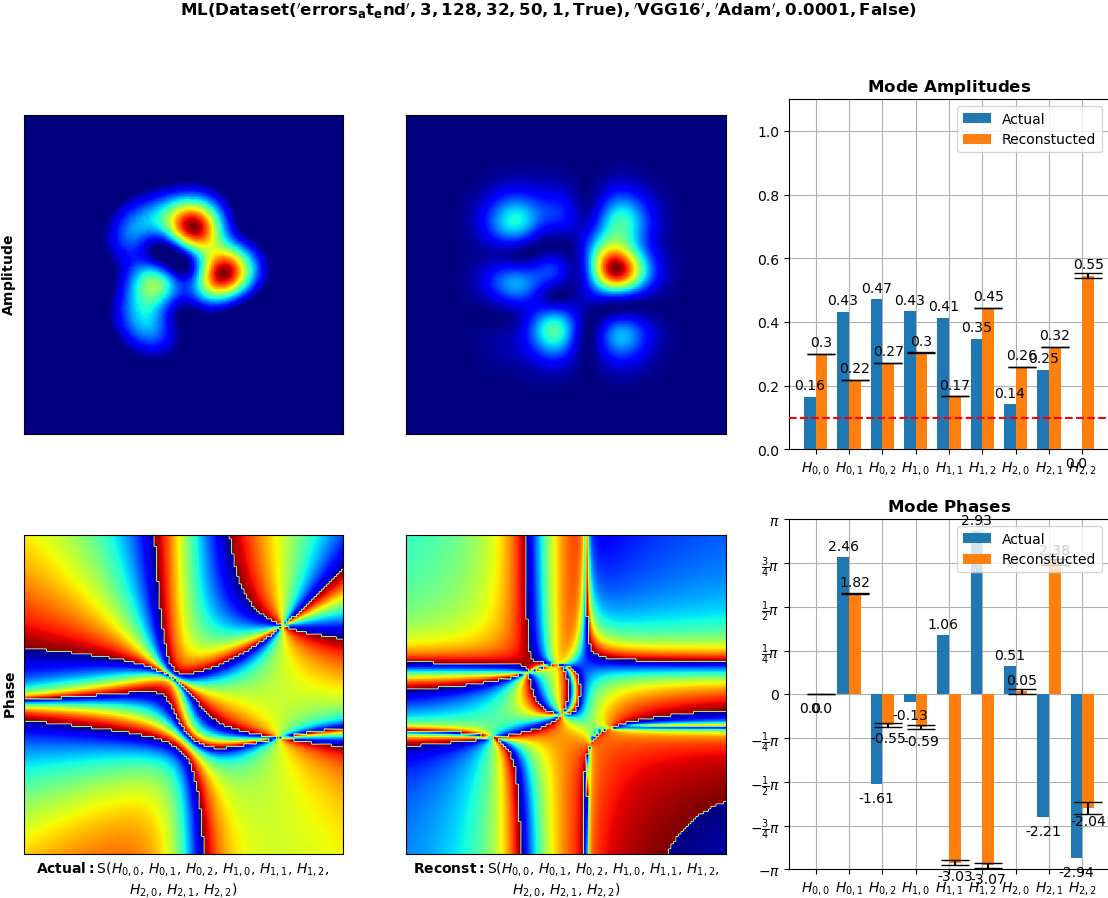 ML(Dataset('errors_at_end', 3, 128, 32, 50, 1, True), 'VGG16', 'Adam', 0.0001, False)
Amplitude
Mode Amplitudes
Actual
Reconstucted
1.0
0.8
0.6
0.4
0.2
0.0
0.16
0.3
0.43
0.22
0.47
0.27
0.43
0.3
0.41
0.17
0.35
0.45
0.14
0.26
0.25
0.32
0.0
0.55
H0,0 H0,1 H0,2 H1,0 H1,1 H1,2 H2,0 H2,1 H2,2
Phase
Mode Phases
Actual
Reconstucted
π
3/4π
1/2π
1/4π
0
−1/4π
−1/2π
−3/4π
−π
0.0
0.0
2.46
1.82
-1.61
-0.55
-0.13
-0.59
1.06
-3.03
2.93
-3.07
0.51
0.05
-2.21
2.38
-2.94
-2.04
H0,0 H0,1 H0,2 H1,0 H1,1 H1,2 H2,0 H2,1 H2,2
Actual: S(H0,0, H0,1, H0,2, H1,0, H1,1, H1,2,
H2,0, H2,1, H2,2)
Reconst: S(H0,0, H0,1, H0,2, H1,0, H1,1, H1,2,
H2,0, H2,1, H2,2)